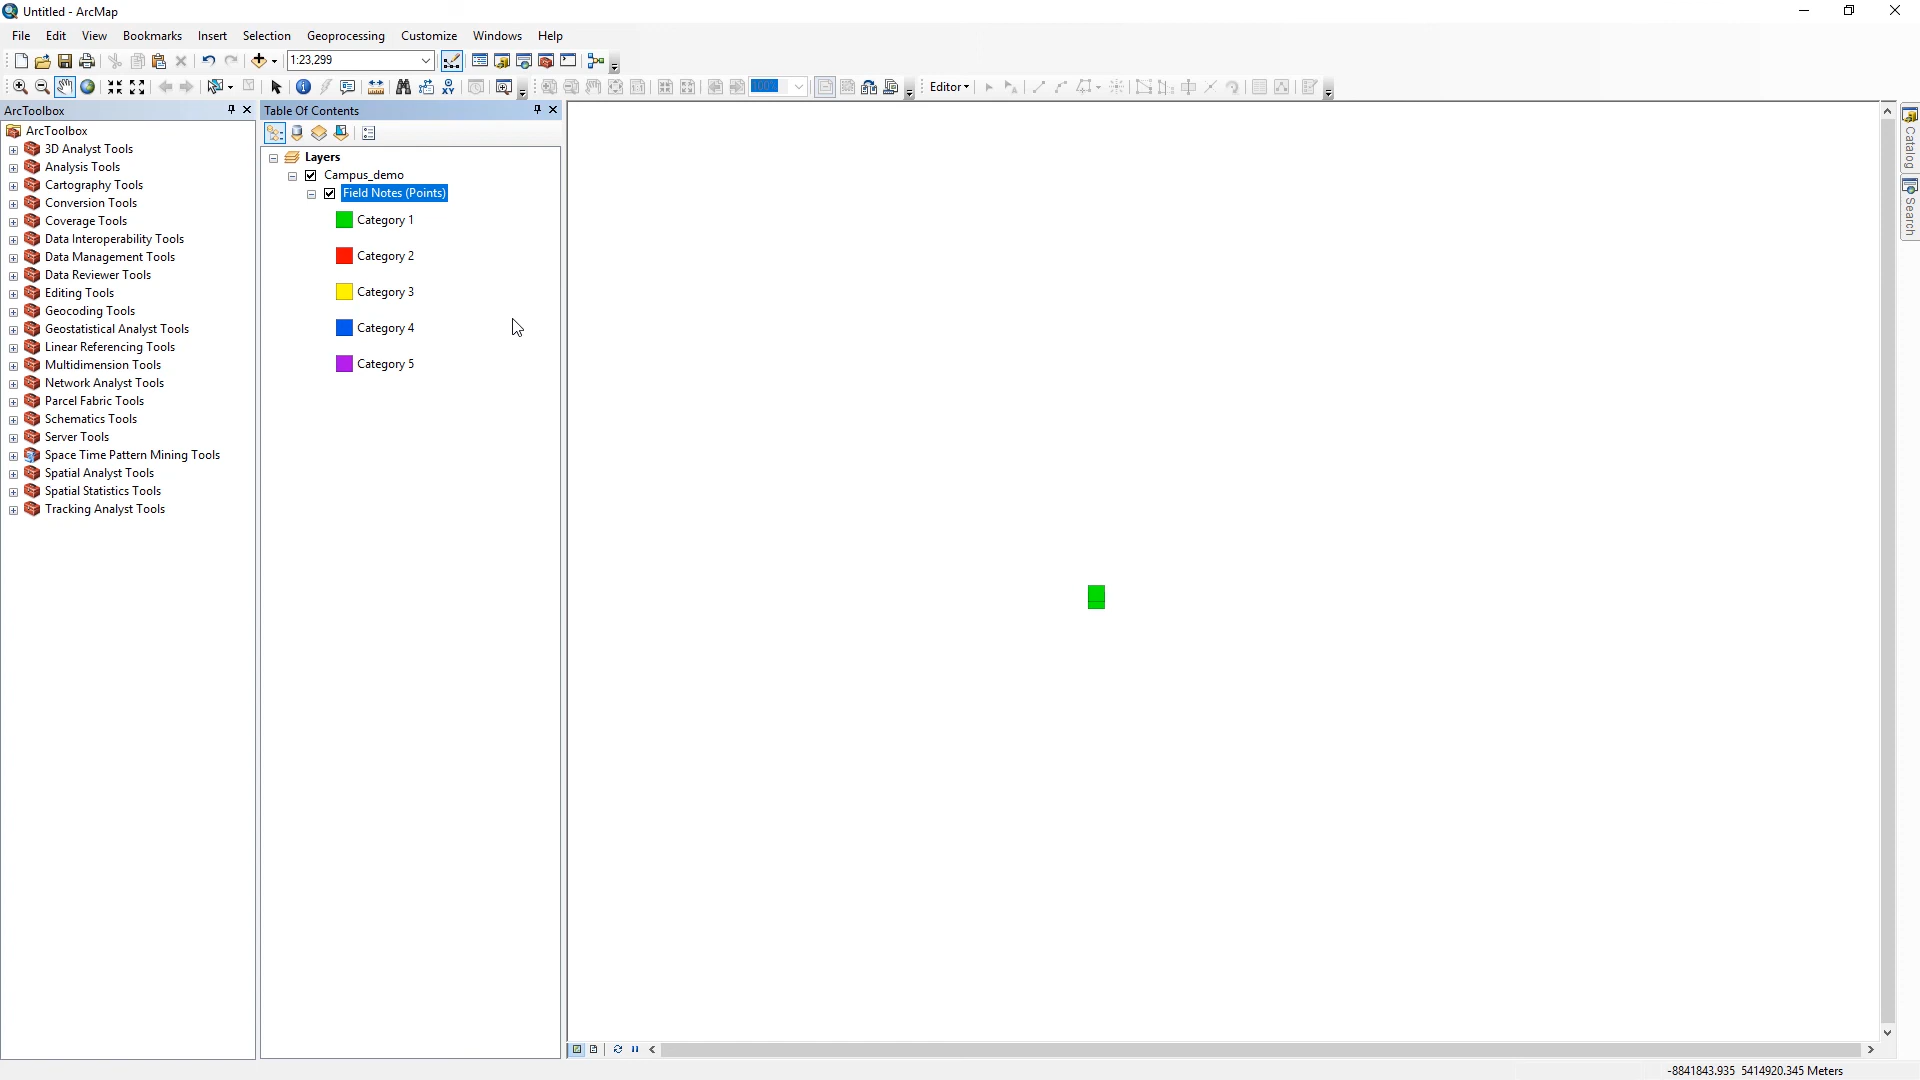 Untitled - ArcMap
File Edit View Bookmarks Insert Selection Geoprocessing Customize Windows Help
1:23,299
Editor
ArcToolbox
ArcToolbox
3D Analyst Tools
Analysis Tools
Cartography Tools
Conversion Tools
Coverage Tools
Data Interoperability Tools
Data Management Tools
Data Reviewer Tools
Editing Tools
Geocoding Tools
Geostatistical Analyst Tools
Linear Referencing Tools
Multidimension Tools
Network Analyst Tools
Parcel Fabric Tools
Schematics Tools
Server Tools
Space Time Pattern Mining Tools
Spatial Analyst Tools
Spatial Statistics Tools
Tracking Analyst Tools
Table Of Contents
Layers
Campus_demo
Field Notes (Points)
Category 1
Category 2
Category 3
Category 4
Category 5
Catalog
Search
-8841843.935 5414920.345 Meters